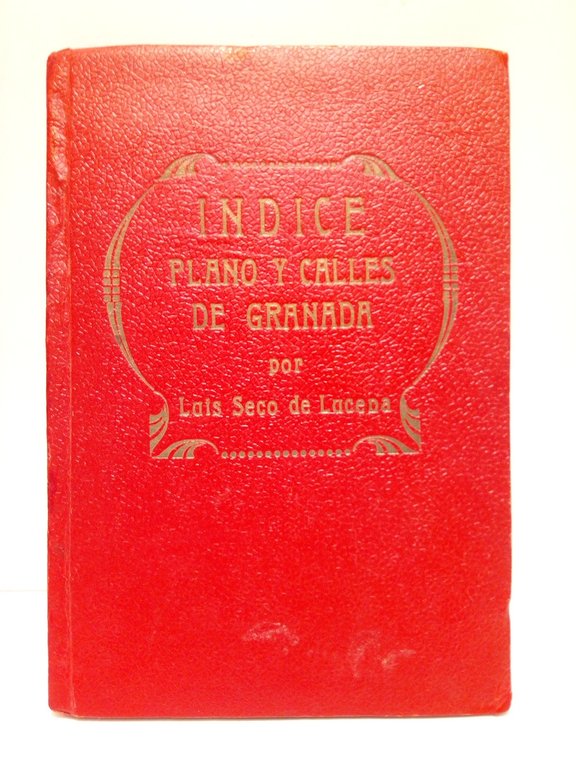 INDICE
PLANO Y CALLES
DE GRANADA
por
Luis Seco de Lucena